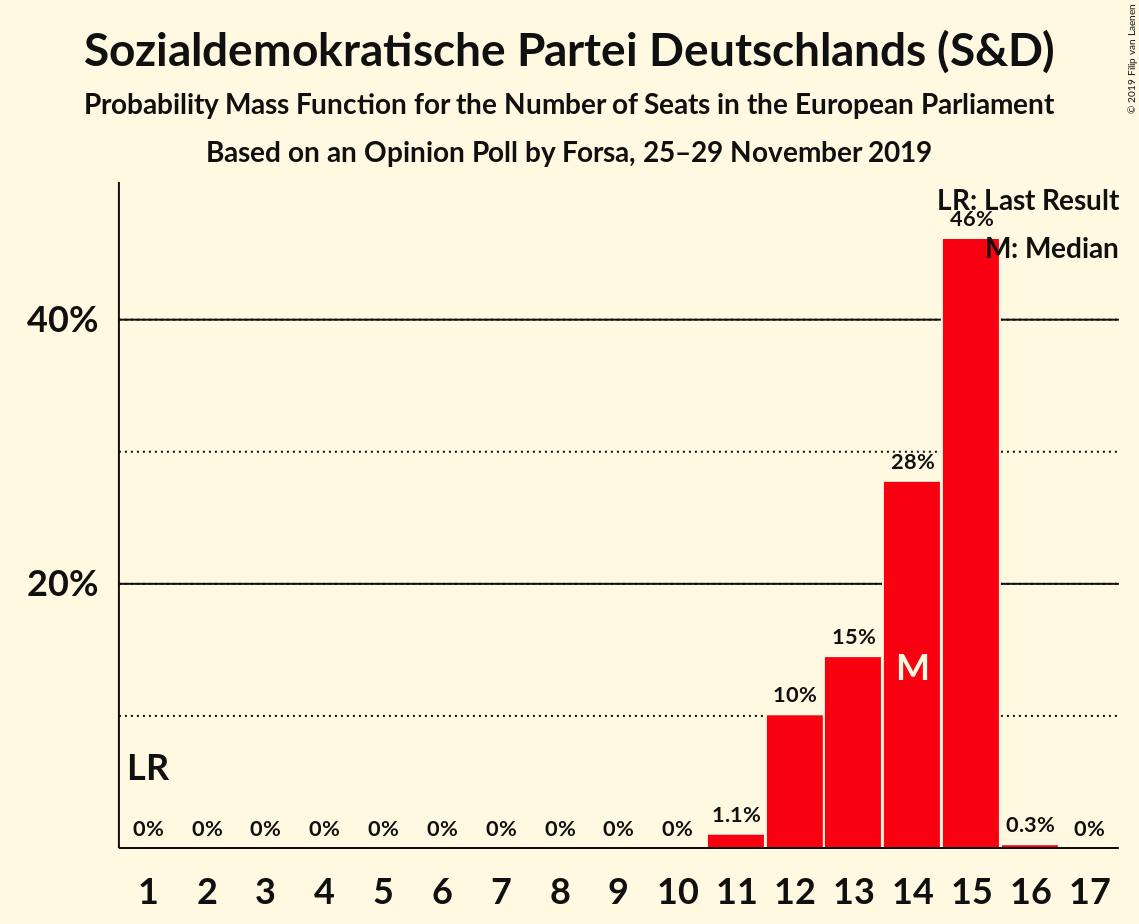 Sozialdemokratische Partei Deutschlands (S&D)
Probability Mass Function for the Number of Seats in the European Parliament
Based on an Opinion Poll by Forsa, 25–29 November 2019
© 2019 Filip van Laenen
LR: Last Result
M: Median
46%
40%
28%
20%
15%
M
10%
LR
1.1%
0% 0% 0% 0% 0% 0% 0% 0% 0% 0% 0.3% 0%
1 2 3 4 5 6 7 8 9 10 11 12 13 14 15 16 17